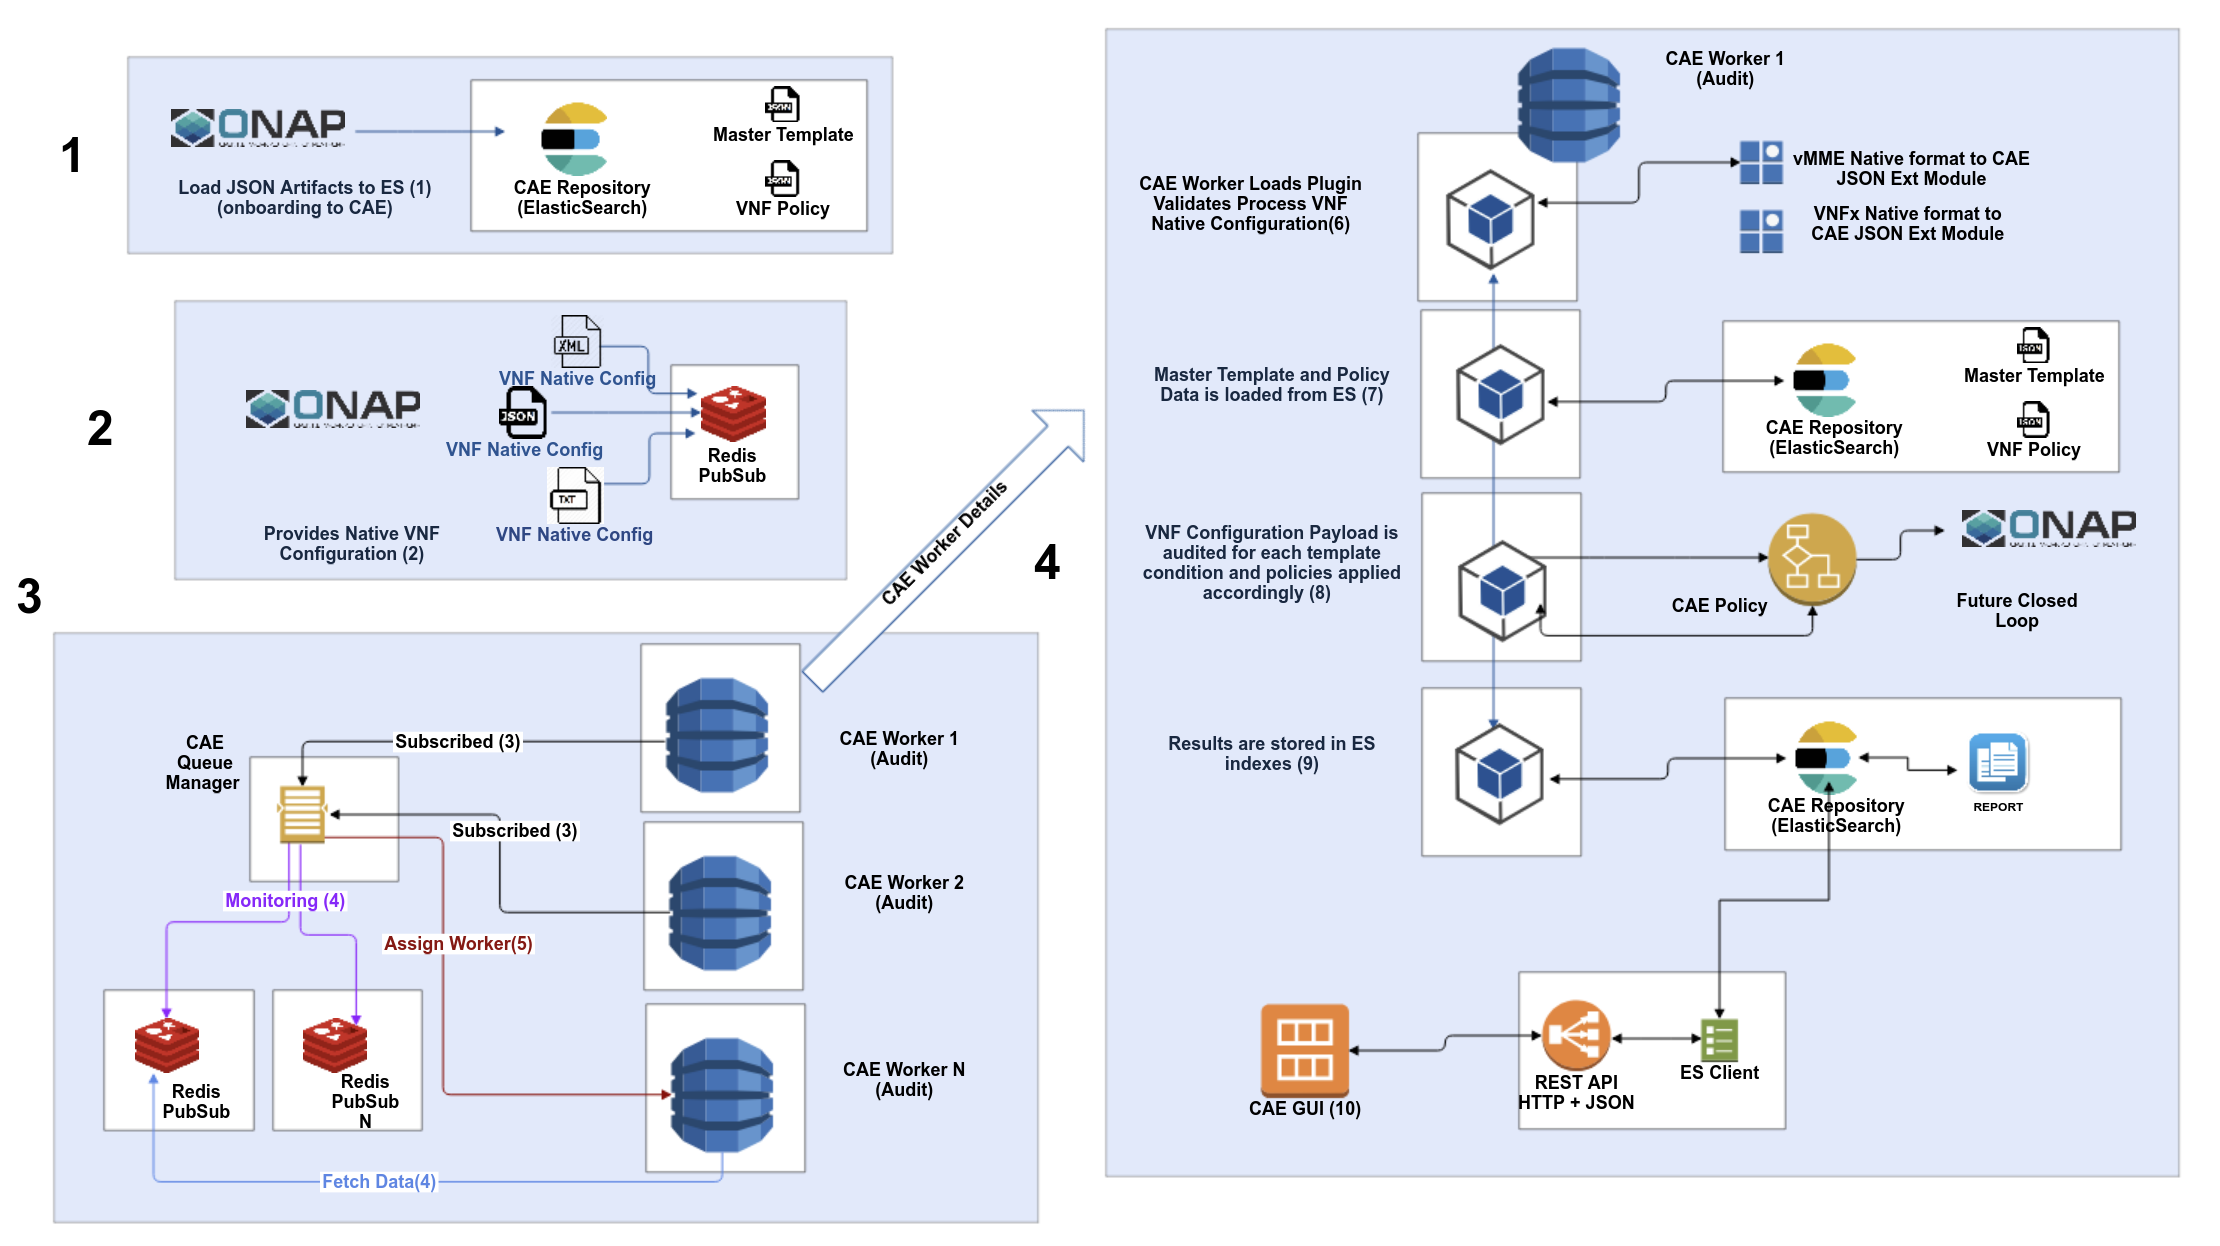 1
ONAP
Load JSON Artifacts to ES (1)
(onboarding to CAE)
CAE Repository
(ElasticSearch)
JSON
Master Template
JSON
VNF Policy
2
ONAP
Provides Native VNF
Configuration (2)
XML
VNF Native Config
JSON
VNF Native Config
TXT
VNF Native Config
Redis
PubSub
3
CAE
Queue
Manager
Subscribed (3)
Subscribed (3)
Monitoring (4)
Assign Worker(5)
Redis
PubSub
Redis
PubSub
N
Fetch Data(4)
CAE Worker 1
(Audit)
CAE Worker 2
(Audit)
CAE Worker N
(Audit)
CAE Worker Details
4
CAE Worker 1
(Audit)
CAE Worker Loads Plugin
Validates Process VNF
Native Configuration(6)
vMME Native format to CAE
JSON Ext Module
VNFx Native format to
CAE JSON Ext Module
Master Template and Policy
Data is loaded from ES (7)
CAE Repository
(ElasticSearch)
JSON
Master Template
JSON
VNF Policy
VNF Configuration Payload is
audited for each template
condition and policies applied
accordingly (8)
CAE Policy
ONAP
Future Closed
Loop
Results are stored in ES
indexes (9)
CAE Repository
(ElasticSearch)
REPORT
CAE GUI (10)
REST API
HTTP + JSON
ES Client